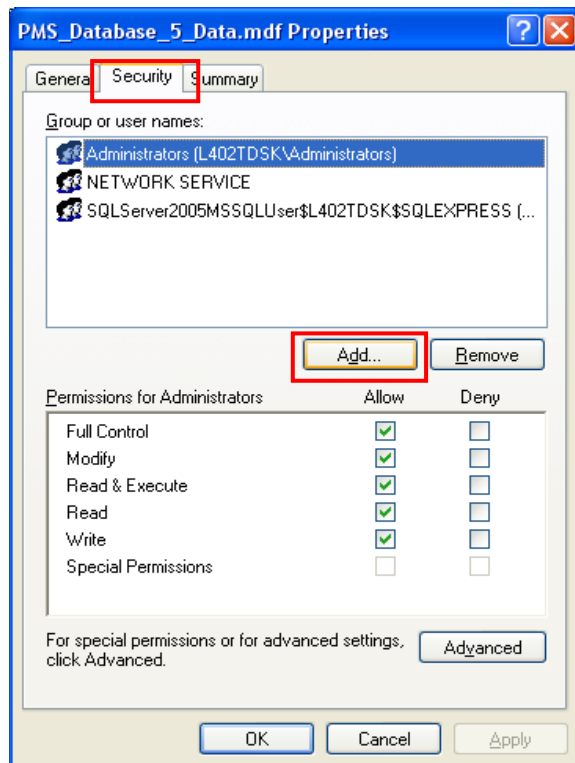 PMS_Database_5_Data.mdf Properties
General Security Summary
Group or user names:
Administrators (L402TDSK\Administrators)
NETWORK SERVICE
SQLServer2005MSSQLUser$L402TDSK$SQLEXPRESS (...
Add... Remove
Permissions for Administrators Allow Deny
Full Control
Modify
Read & Execute
Read
Write
Special Permissions
For special permissions or for advanced settings, Advanced
click Advanced.
OK Cancel Apply